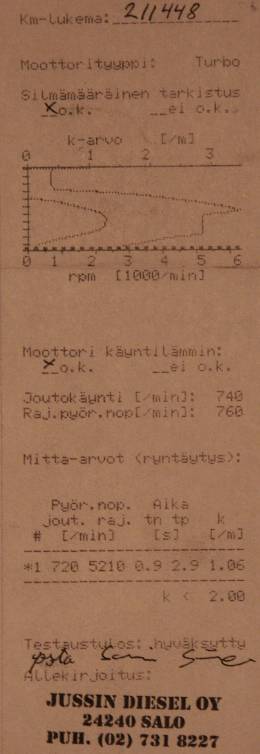 Km-lukema: 211448
Moottorityyppi: Turbo
Silmämääräinen tarkistus
X o.k. __ei o.k.
k-arvo [/m]
0 1 2 3
0 1 2 3 4 5 6
rpm [1000/min]
Moottori käyntilämmin:
X o.k. __ei o.k.
Joutokäynti [/min]: 740
Raj.pyör.nop[/min]: 760
Mitta-arvot (ryntäytys):
Pyör.nop. Aika
jout. raj. tn tp k
# [/min] [s] [/m]
*1 720 5210 0.9 2.9 1.06
k < 2.00
Testaustulos: hyväksytty
Allekirjoitus:
JUSSIN DIESEL OY
24240 SALO
PUH. (02) 731 8227